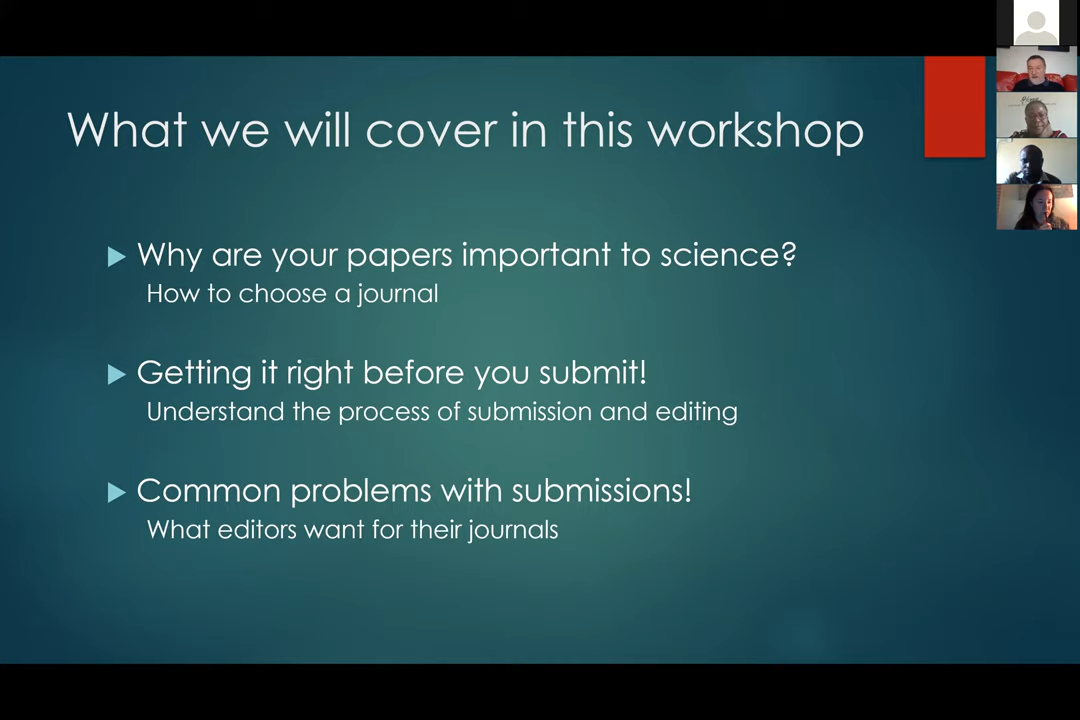 What we will cover in this workshop
Why are your papers important to science?
How to choose a journal
Getting it right before you submit!
Understand the process of submission and editing
Common problems with submissions!
What editors want for their journals